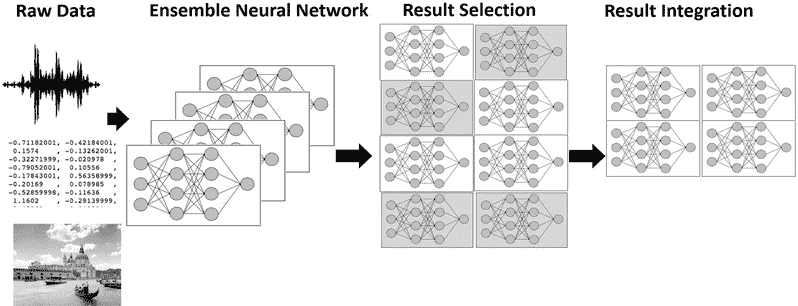 Raw Data
Ensemble Neural Network
Result Selection
Result Integration
-0.71182001, -0.42184001,
0.1574 , -0.13262001,
-0.32271999, -0.020978 ,
-0.79052001, 0.10556 ,
-0.17843001, 0.56358999,
-0.20169 , 0.078985 ,
-0.52859998, -0.11636 ,
1.1602 , -0.29139999,